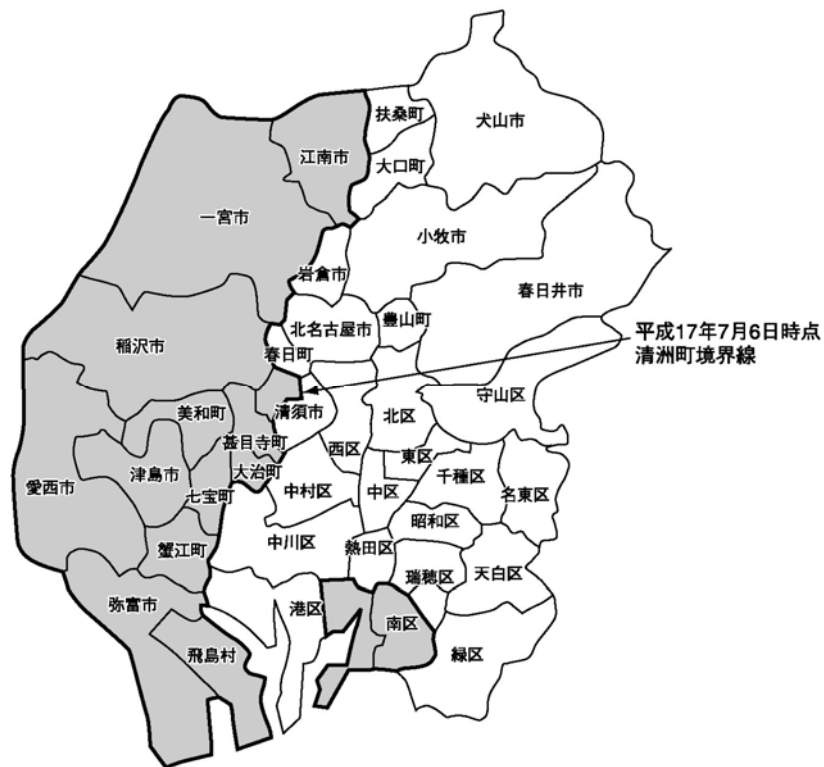 扶桑町
犬山市
江南市
大口町
一宮市
小牧市
岩倉市
春日井市
北名古屋市
豊山町
平成17年7月6日時点
清洲町境界線
稲沢市
春日町
守山区
美和町
清須市
北区
甚目寺町
西区
東区
津島市
大治町
千種区
愛西市
七宝町
中村区
中区
名東区
昭和区
蟹江町
中川区
熱田区
瑞穂区
天白区
弥富市
港区
南区
飛島村
緑区